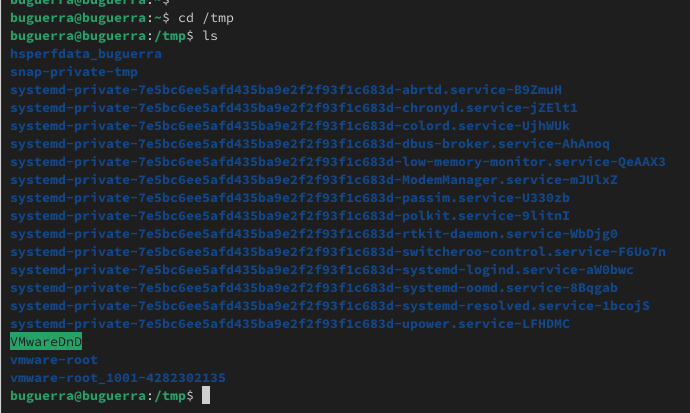 buguerra@buguerra:~$
buguerra@buguerra:~$ cd /tmp
buguerra@buguerra:/tmp$ ls
hsperfdata_buguerra
snap-private-tmp
systemd-private-7e5bc6ee5afd435ba9e2f2f93f1c683d-abrtd.service-B9ZmuH
systemd-private-7e5bc6ee5afd435ba9e2f2f93f1c683d-chronyd.service-jZElt1
systemd-private-7e5bc6ee5afd435ba9e2f2f93f1c683d-colord.service-UjhWUk
systemd-private-7e5bc6ee5afd435ba9e2f2f93f1c683d-dbus-broker.service-AhAnoq
systemd-private-7e5bc6ee5afd435ba9e2f2f93f1c683d-low-memory-monitor.service-QeAAX3
systemd-private-7e5bc6ee5afd435ba9e2f2f93f1c683d-ModemManager.service-mJUlxZ
systemd-private-7e5bc6ee5afd435ba9e2f2f93f1c683d-passim.service-U330zb
systemd-private-7e5bc6ee5afd435ba9e2f2f93f1c683d-polkit.service-9litnI
systemd-private-7e5bc6ee5afd435ba9e2f2f93f1c683d-rtkit-daemon.service-WbDjg0
systemd-private-7e5bc6ee5afd435ba9e2f2f93f1c683d-switcheroo-control.service-F6Uo7n
systemd-private-7e5bc6ee5afd435ba9e2f2f93f1c683d-systemd-logind.service-aW0bwc
systemd-private-7e5bc6ee5afd435ba9e2f2f93f1c683d-systemd-oomd.service-8Bqgab
systemd-private-7e5bc6ee5afd435ba9e2f2f93f1c683d-systemd-resolved.service-1bcojS
systemd-private-7e5bc6ee5afd435ba9e2f2f93f1c683d-upower.service-LFHDMC
VMwareDnD
vmware-root
vmware-root_1001-4282302135
buguerra@buguerra:/tmp$